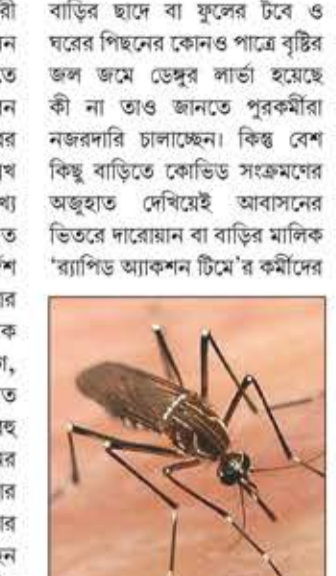 বাড়ির ছাদে বা ফুলের টবে ও
ঘরের পিছনের কোনও পাত্রে বৃষ্টির
জল জমে ডেঙ্গুর লার্ভা হয়েছে
কী না তাও জানতে পুরকর্মীরা
নজরদারি চালাচ্ছেন। কিন্তু বেশ
কিছু বাড়িতে কোভিড সংক্রমণের
অজুহাত দেখিয়েই আবাসনের
ভিতরে দারোয়ান বা বাড়ির মালিক
‘র‍্যাপিড অ্যাকশন টিমে’র কর্মীদের